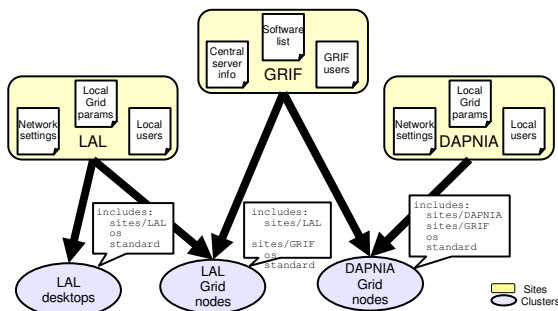 Software
list
Central
server
info
GRIF
users
GRIF
Local
Grid
params
Network
settings
Local
users
LAL
Local
Grid
params
Network
settings
Local
users
DAPNIA
includes:
sites/LAL
os
standard
includes:
sites/LAL
sites/GRIF
os
standard
includes:
sites/DAPNIA
sites/GRIF
os
standard
LAL
desktops
LAL
Grid
nodes
DAPNIA
Grid
nodes
Sites
Clusters